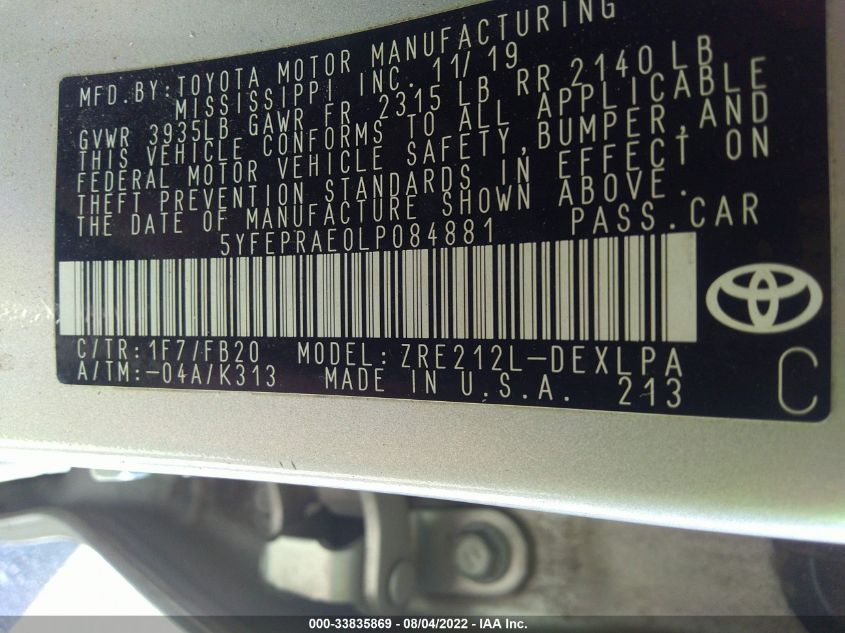 MFD.BY:TOYOTA MOTOR MANUFACTURING
MISSISSIPPI INC. 11/19
GVWR 3935LB GAWR FR 2315LB RR 2140LB
THIS VEHICLE CONFORMS TO ALL APPLICABLE
FEDERAL MOTOR VEHICLE SAFETY,BUMPER,AND
THEFT PREVENTION STANDARDS IN EFFECT ON
THE DATE OF MANUFACTURE SHOWN ABOVE.
5YFEPRAE0LP084881 PASS.CAR
C/TR:1F7/FB20 MODEL:ZRE212L-DEXLPA
A/TM:-04A/K313 MADE IN U.S.A. 213
C
000-33835869 - 08/04/2022 - IAA Inc.